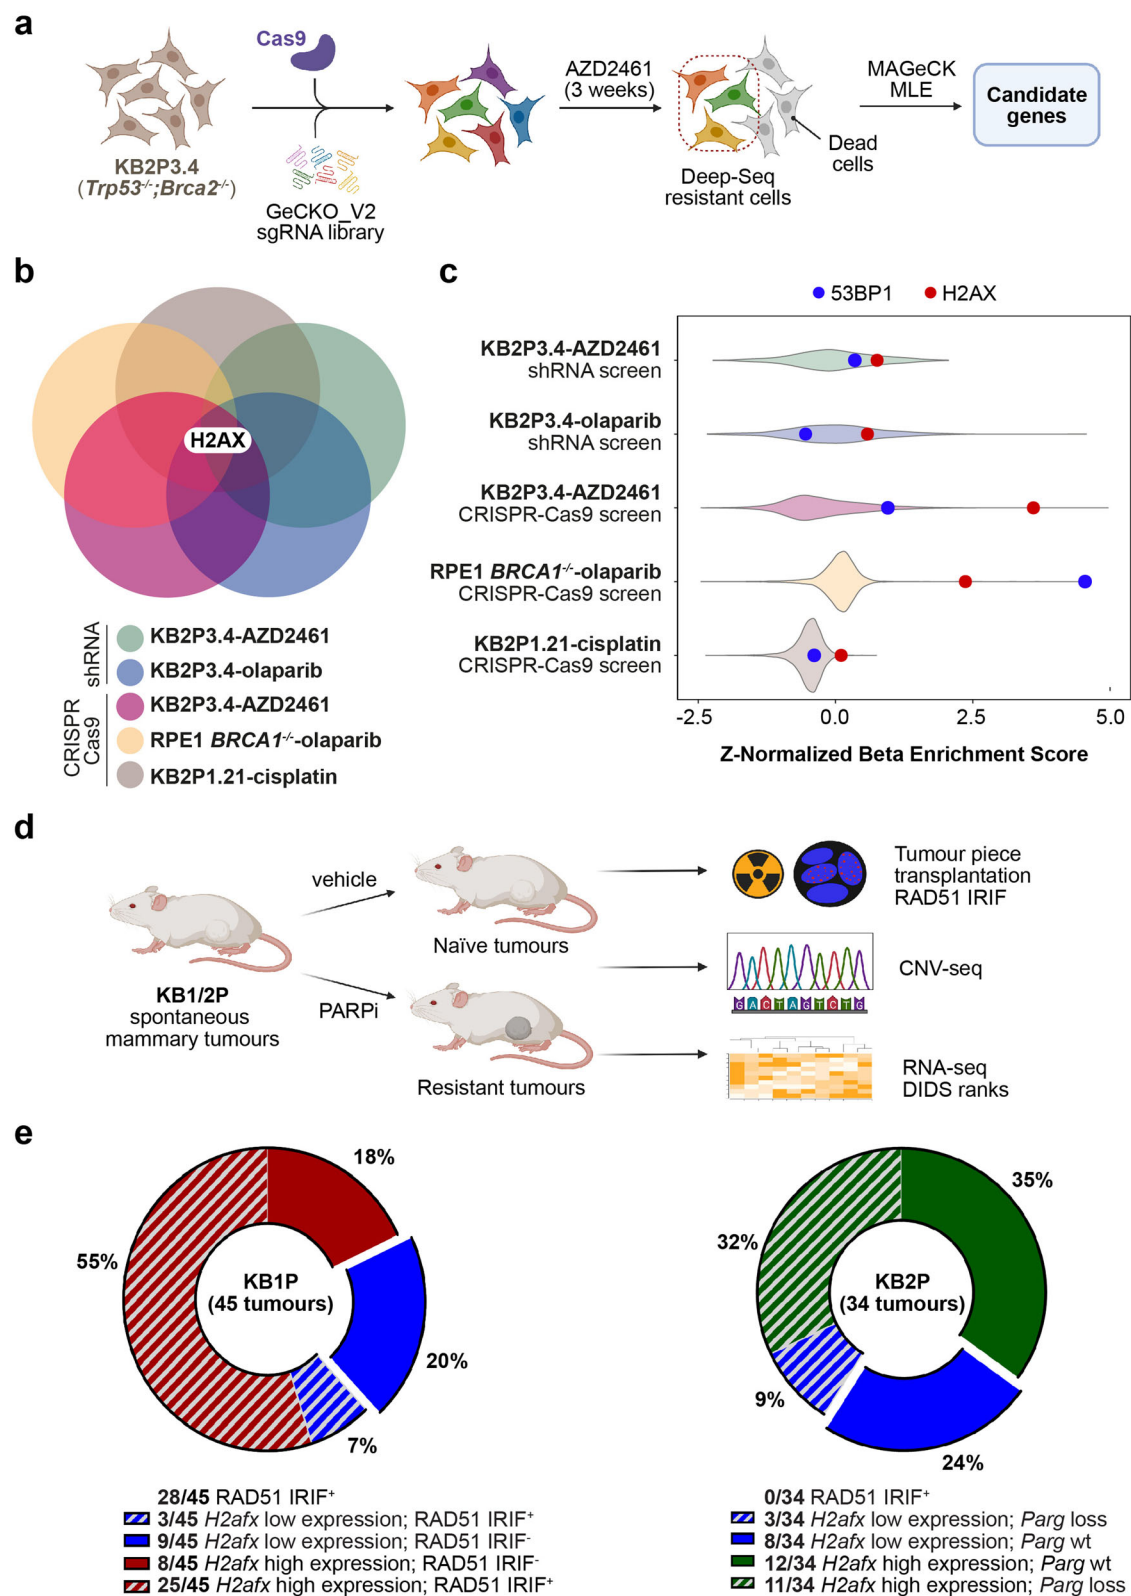 a
Cas9
KB2P3.4
(Trp53-/-;Brca2-/-)
GeCKO_V2
sgRNA library
AZD2461
(3 weeks)
Deep-Seq
resistant cells
Dead
cells
MAGeCK
MLE
Candidate
genes
b
H2AX
shRNA
KB2P3.4-AZD2461
KB2P3.4-olaparib
CRISPR
Cas9
KB2P3.4-AZD2461
RPE1 BRCA1-/--olaparib
KB2P1.21-cisplatin
c
53BP1
H2AX
KB2P3.4-AZD2461
shRNA screen
KB2P3.4-olaparib
shRNA screen
KB2P3.4-AZD2461
CRISPR-Cas9 screen
RPE1 BRCA1-/--olaparib
CRISPR-Cas9 screen
KB2P1.21-cisplatin
CRISPR-Cas9 screen
-2.5 0.0 2.5 5.0
Z-Normalized Beta Enrichment Score
d
KB1/2P
spontaneous
mammary tumours
vehicle
PARPi
Naïve tumours
Resistant tumours
Tumour piece
transplantation
RAD51 IRIF
G A C T A G T C T G
CNV-seq
RNA-seq
DIDS ranks
e
18%
55%
KB1P
(45 tumours)
20%
7%
28/45 RAD51 IRIF+
3/45 H2afx low expression; RAD51 IRIF+
9/45 H2afx low expression; RAD51 IRIF-
8/45 H2afx high expression; RAD51 IRIF-
25/45 H2afx high expression; RAD51 IRIF+
35%
32%
KB2P
(34 tumours)
9%
24%
0/34 RAD51 IRIF+
3/34 H2afx low expression; Parg loss
8/34 H2afx low expression; Parg wt
12/34 H2afx high expression; Parg wt
11/34 H2afx high expression; Parg loss